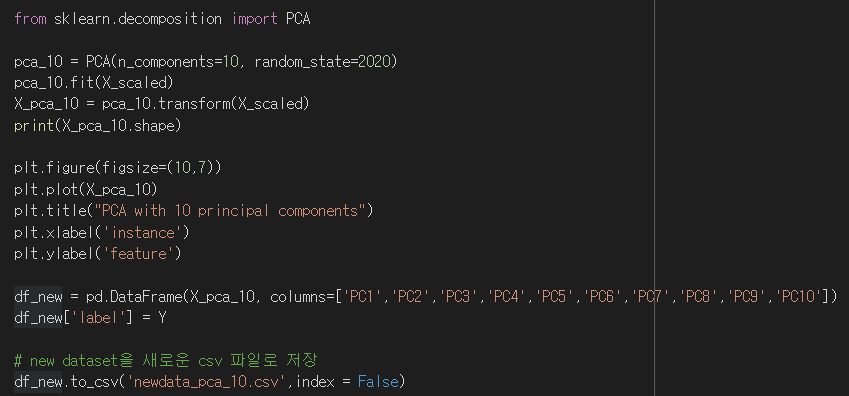 from sklearn.decomposition import PCA
pca_10 = PCA(n_components=10, random_state=2020)
pca_10.fit(X_scaled)
X_pca_10 = pca_10.transform(X_scaled)
print(X_pca_10.shape)
plt.figure(figsize=(10,7))
plt.plot(X_pca_10)
plt.title("PCA with 10 principal components")
plt.xlabel('instance')
plt.ylabel('feature')
df_new = pd.DataFrame(X_pca_10, columns=['PC1','PC2','PC3','PC4','PC5','PC6','PC7','PC8','PC9','PC10'])
df_new['label'] = Y
# new dataset을 새로운 csv 파일로 저장
df_new.to_csv('newdata_pca_10.csv',index = False)